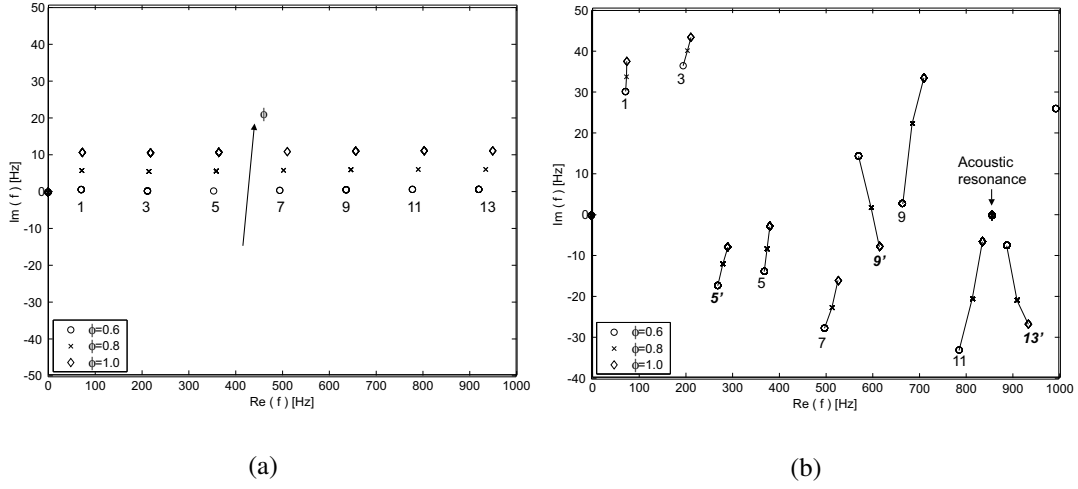 50
40
30
20
10
0
-10
-20
-30
-40
-50
Im ( f ) [Hz]
ϕ
1 3 5 7 9 11 13
ϕ=0.6
ϕ=0.8
ϕ=1.0
0 100 200 300 400 500 600 700 800 900 1000
Re ( f ) [Hz]
(a)
50
40
30
20
10
0
-10
-20
-30
-40
Im ( f ) [Hz]
1
3
9
Acoustic
resonance
5'
5
9'
7
11
13'
ϕ=0.6
ϕ=0.8
ϕ=1.0
0 100 200 300 400 500 600 700 800 900 1000
Re ( f ) [Hz]
(b)